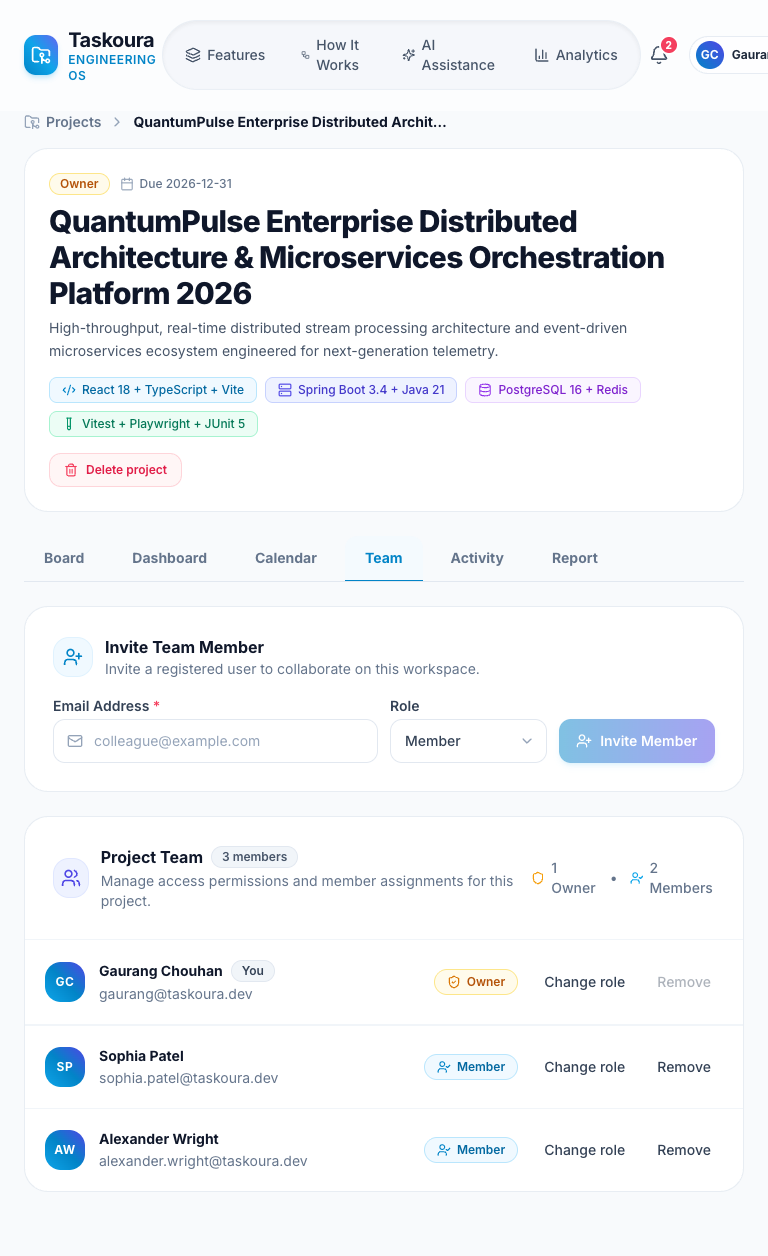 Taskoura
ENGINEERING
OS
Features
How It
Works
AI
Assistance
Analytics
2
GC
Projects
QuantumPulse Enterprise Distributed Archit...
Owner
Due 2026-12-31
QuantumPulse Enterprise Distributed
Architecture & Microservices Orchestration
Platform 2026
High-throughput, real-time distributed stream processing architecture and event-driven
microservices ecosystem engineered for next-generation telemetry.
React 18 + TypeScript + Vite
Spring Boot 3.4 + Java 21
PostgreSQL 16 + Redis
Vitest + Playwright + JUnit 5
Delete project
Board
Dashboard
Calendar
Team
Activity
Report
Invite Team Member
Invite a registered user to collaborate on this workspace.
Email Address *
Role
colleague@example.com
Member
Invite Member
Project Team
3 members
Manage access permissions and member assignments for this
project.
1
Owner
•
2
Members
GC
Gaurang Chouhan
You
gaurang@taskoura.dev
Owner
Change role
Remove
SP
Sophia Patel
sophia.patel@taskoura.dev
Member
Change role
Remove
AW
Alexander Wright
alexander.wright@taskoura.dev
Member
Change role
Remove